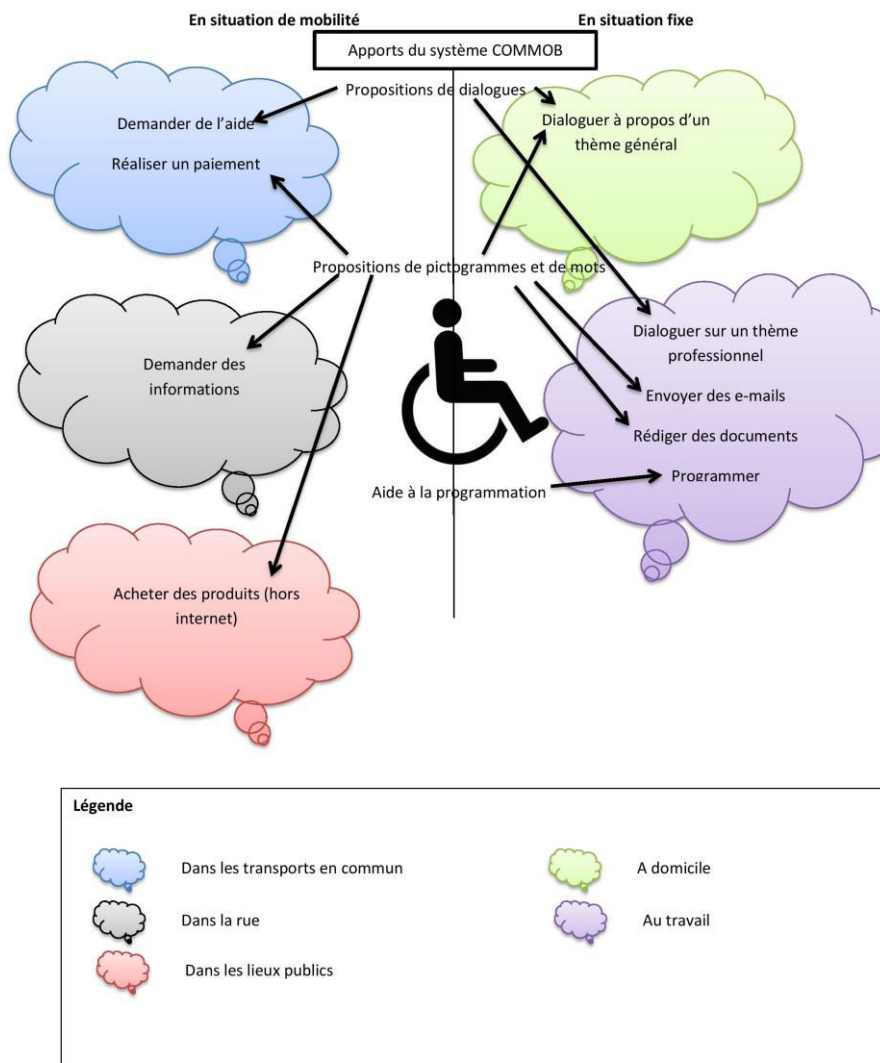 En situation de mobilité
En situation fixe
Apports du système COMMOB
Propositions de dialogues
Demander de l’aide
Réaliser un paiement
Dialoguer à propos d’un
thème général
Propositions de pictogrammes et de mots
Demander des
informations
Dialoguer sur un thème
professionnel
Envoyer des e-mails
Rédiger des documents
Programmer
Aide à la programmation
Acheter des produits (hors
internet)
Légende
Dans les transports en commun
A domicile
Dans la rue
Au travail
Dans les lieux publics